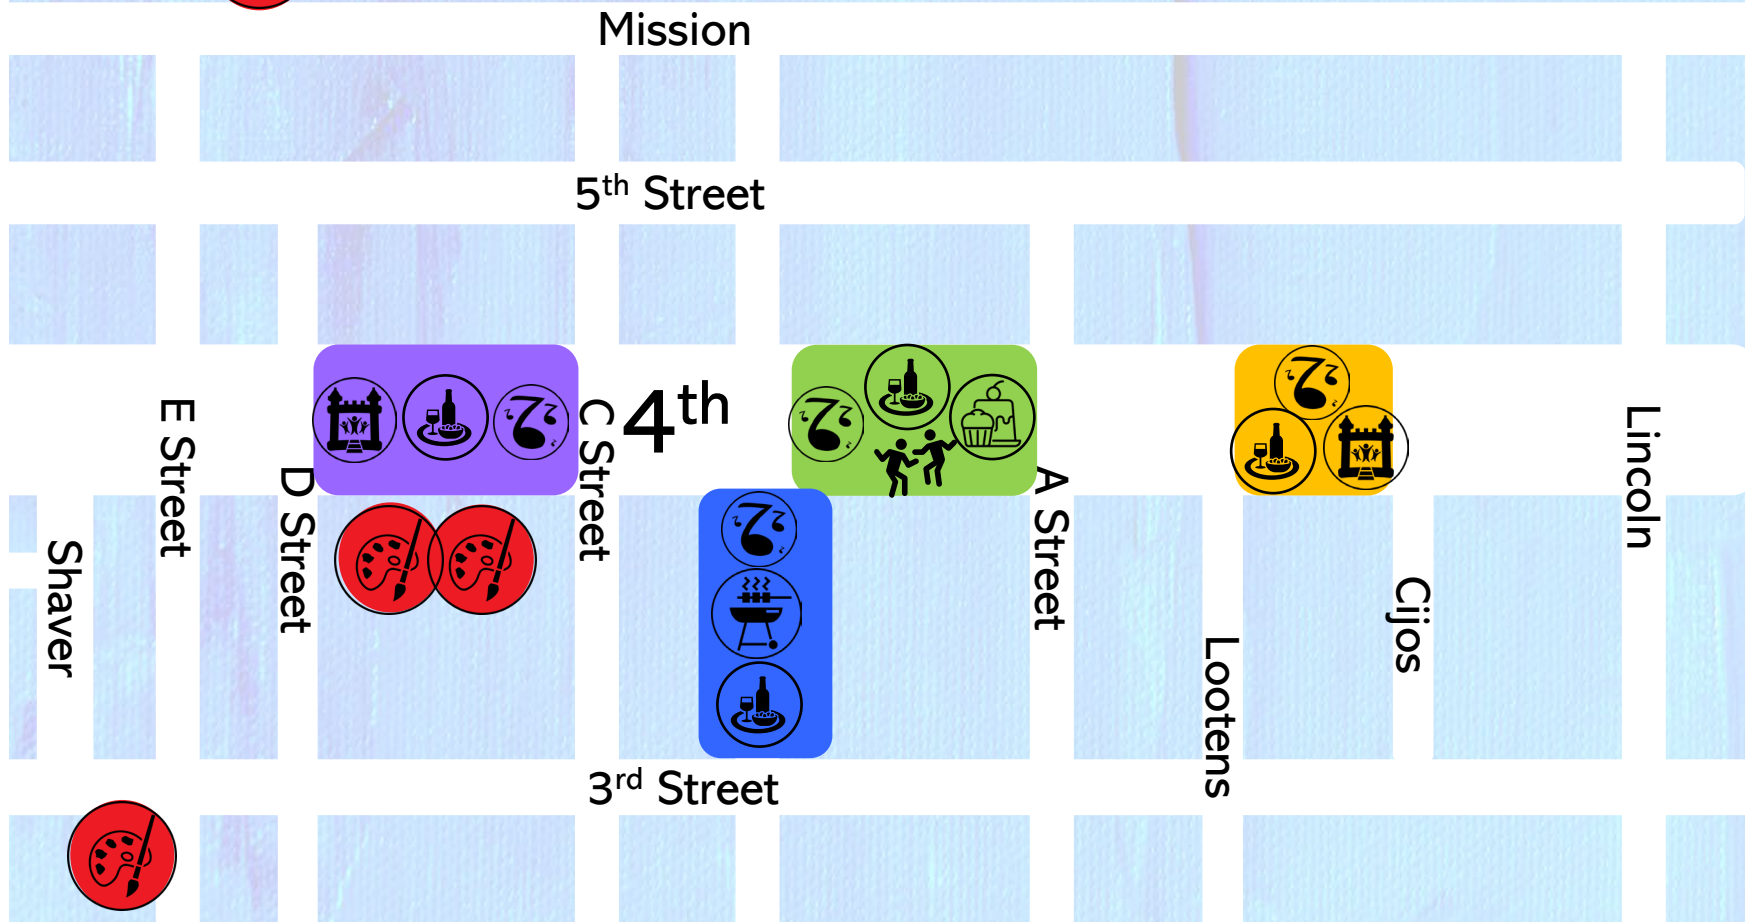 Mission
5th Street
4th
E Street
D Street
C Street
A Street
Lincoln
Shaver
Cijos
Lootens
3rd Street